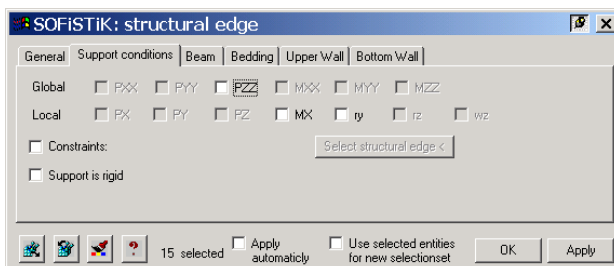 SOFiSTiK: structural edge
General Support conditions Beam Bedding Upper Wall Bottom Wall
Global PXX PYY PZZ MXX MYY MZZ
Local PX PY PZ MX ry rz wz
Constraints: Select structural edge <
Support is rigid
? 15 selected Apply automaticly Use selected entities for new selectionset OK Apply